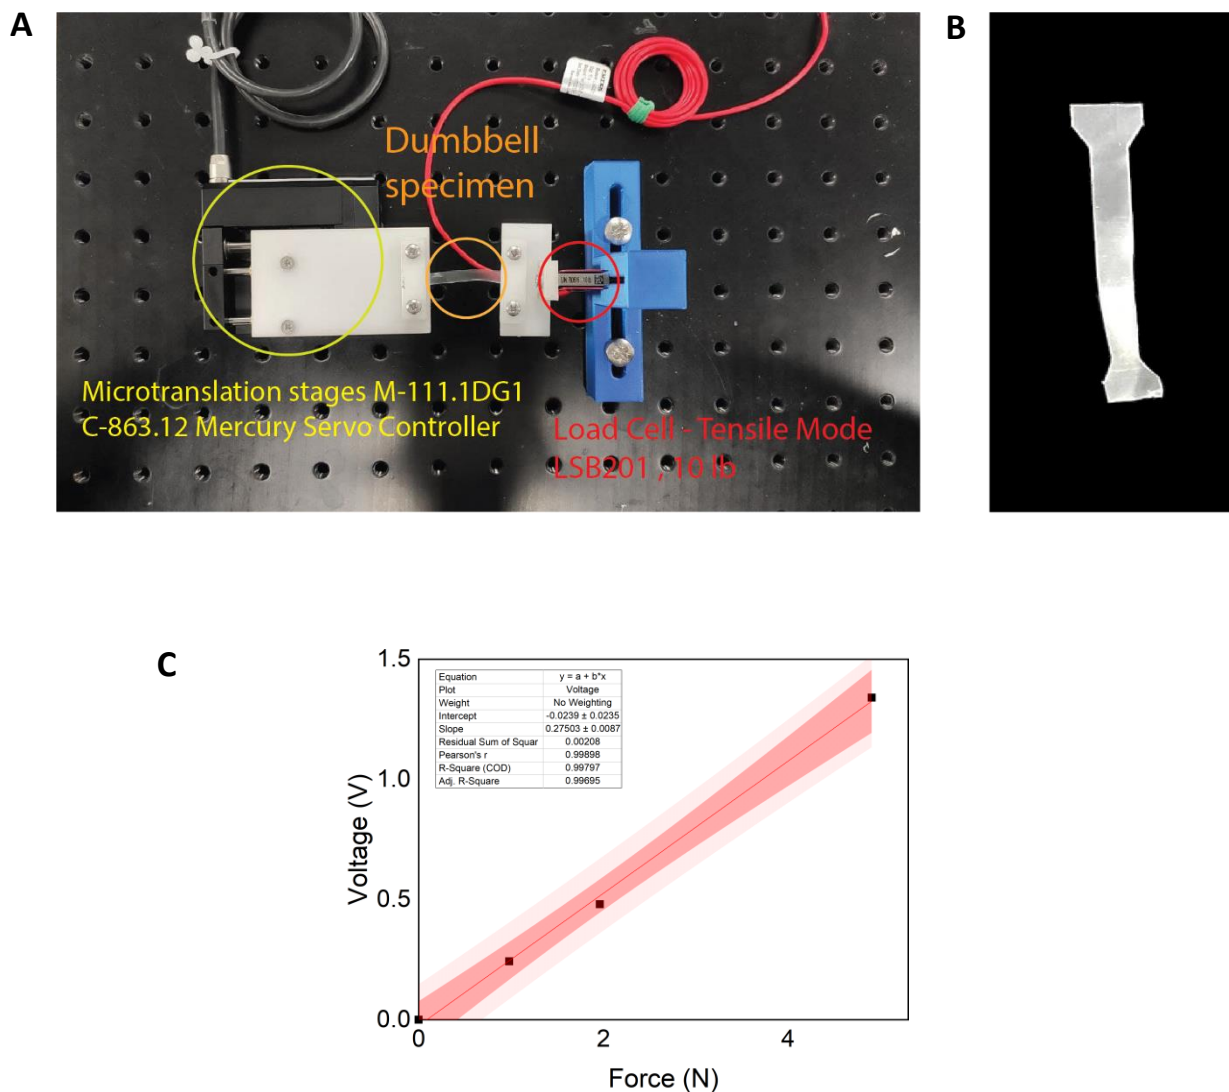 A
B
Dumbbell
specimen
Microtranslation stages M-111.1DG1
C-863.12 Mercury Servo Controller
Load Cell - Tensile Mode
LSB201 , 10 lb
C
Equation y = a + b*x
Plot Voltage
Weight No Weighting
Intercept -0.0239 ± 0.0235
Slope 0.27503 ± 0.0087
Residual Sum of Squar 0.00208
Pearson's r 0.99898
R-Square (COD) 0.99797
Adj. R-Square 0.99695
1.5
1.0
0.5
0.0
Voltage (V)
0 2 4
Force (N)